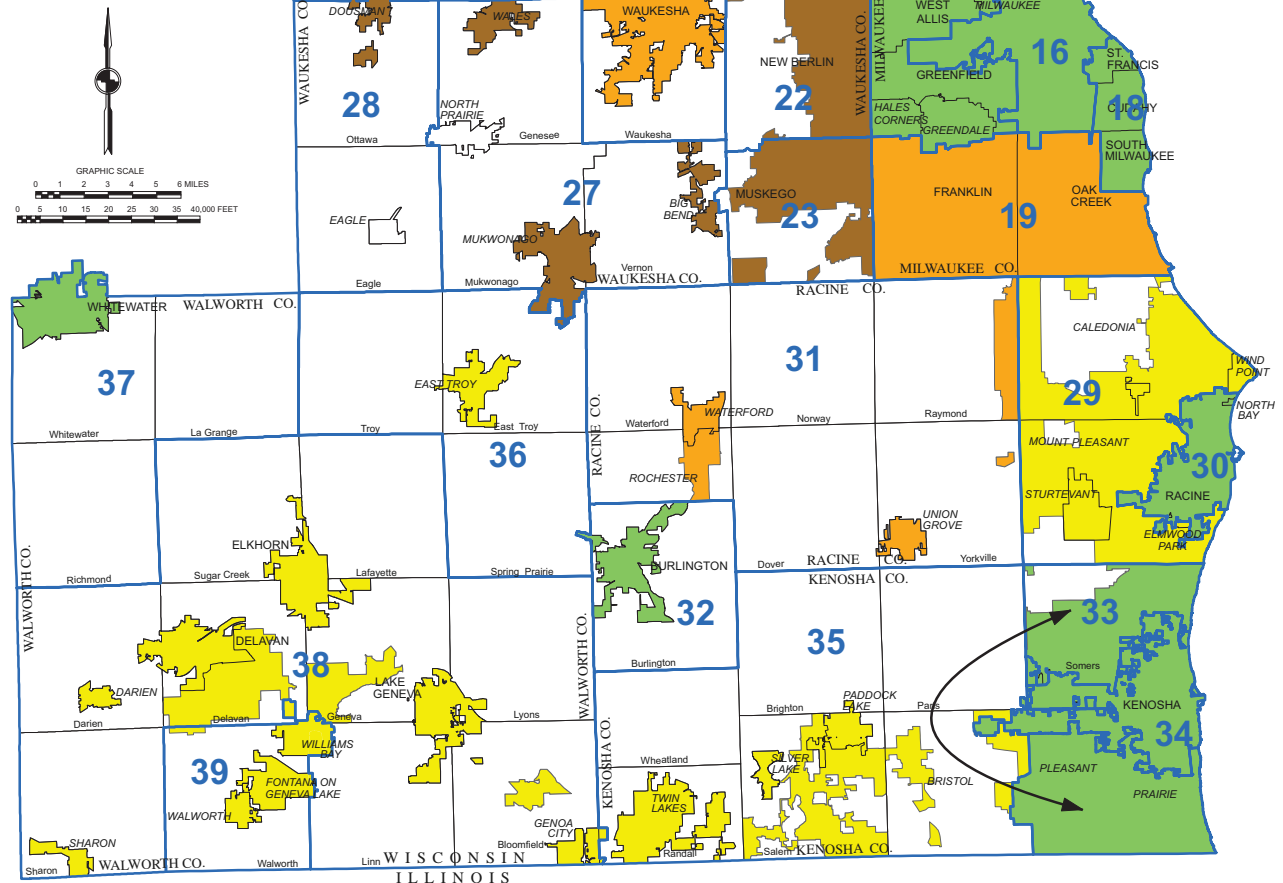 DOUSMAN
WALES
WAUKESHA
WEST
ALLIS
MILWAUKEE
WAUKESHA CO.
WAUKESHA CO.
MILWAUKEE
16
ST.
FRANCIS
NEW BERLIN
GREENFIELD
28
22
18
CUDAHY
NORTH
PRAIRIE
HALES
CORNERS
GREENDALE
Ottawa
Genesee
Waukesha
SOUTH
MILWAUKEE
GRAPHIC SCALE
0 1 2 3 4 5 6 MILES
0 5 10 15 20 25 30 35 40,000 FEET
27
MUSKEGO
FRANKLIN
OAK
CREEK
EAGLE
BIG
BEND
23
19
MUKWONAGO
Vernon
WAUKESHA CO.
MILWAUKEE CO.
Eagle
Mukwonago
RACINE CO.
WHITEWATER
WALWORTH CO.
CALEDONIA
31
WIND
POINT
37
EAST TROY
29
NORTH
BAY
RACINE CO.
WATERFORD
Whitewater
La Grange
Troy
East Troy
Waterford
Norway
Raymond
36
MOUNT PLEASANT
30
ROCHESTER
STURTEVANT
RACINE
UNION
GROVE
ELMWOOD
PARK
ELKHORN
BURLINGTON
Dover
RACINE CO.
Yorkville
WALWORTH CO.
Richmond
Sugar Creek
Lafayette
Spring Prairie
KENOSHA CO.
32
33
DELAVAN
38
WALWORTH CO.
35
Burlington
Somers
LAKE
GENEVA
DARIEN
PADDOCK
LAKE
KENOSHA
Darien
Delavan
Geneva
Lyons
Brighton
Paris
34
WILLIAMS
BAY
KENOSHA CO.
Wheatland
SILVER
LAKE
PLEASANT
PRAIRIE
39
FONTANA ON
GENEVA LAKE
BRISTOL
TWIN
LAKES
WALWORTH
GENOA
CITY
SHARON
Bloomfield
Randall
Salem
KENOSHA CO.
Sharon
WALWORTH CO.
Walworth
Linn
WISCONSIN
ILLINOIS